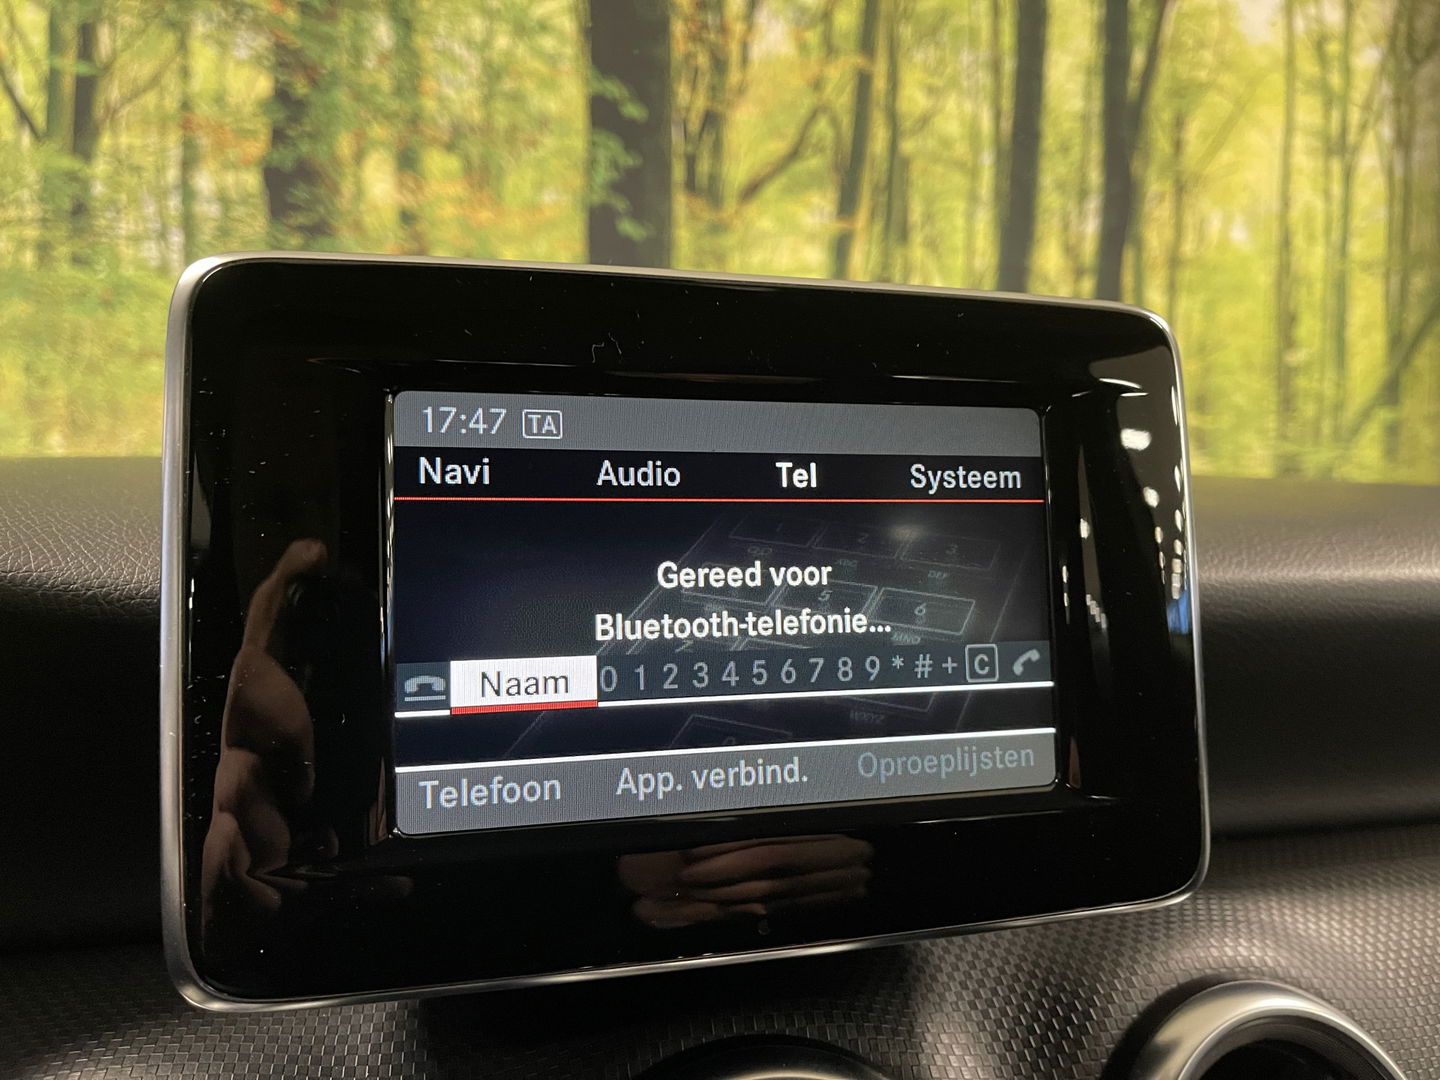 17:47 TA
Navi Audio Tel Systeem
Gereed voor
Bluetooth-telefonie...
Naam 0 1 2 3 4 5 6 7 8 9 * # + C
Telefoon App. verbind. Oproeplijsten